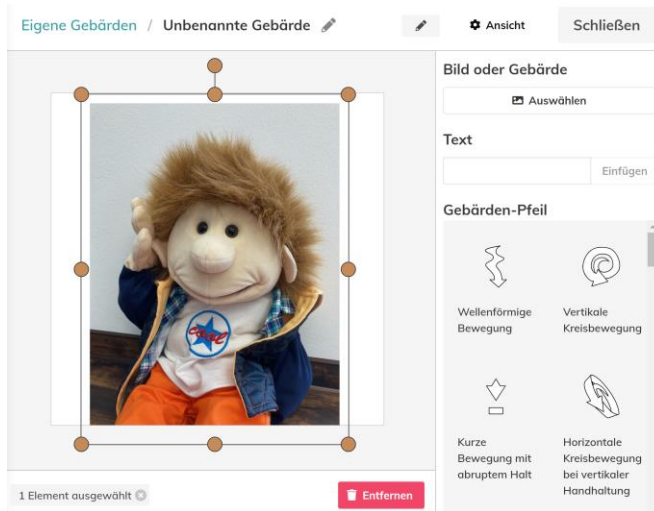 Eigene Gebärden / Unbenannte Gebärde
Ansicht
Schließen
Bild oder Gebärde
Auswählen
Text
Einfügen
Gebärden-Pfeil
Wellenförmige
Bewegung
Vertikale
Kreisbewegung
Kurze
Bewegung mit
abruptem Halt
Horizontale
Kreisbewegung
bei vertikaler
Handhaltung
cool
1 Element ausgewählt
Entfernen